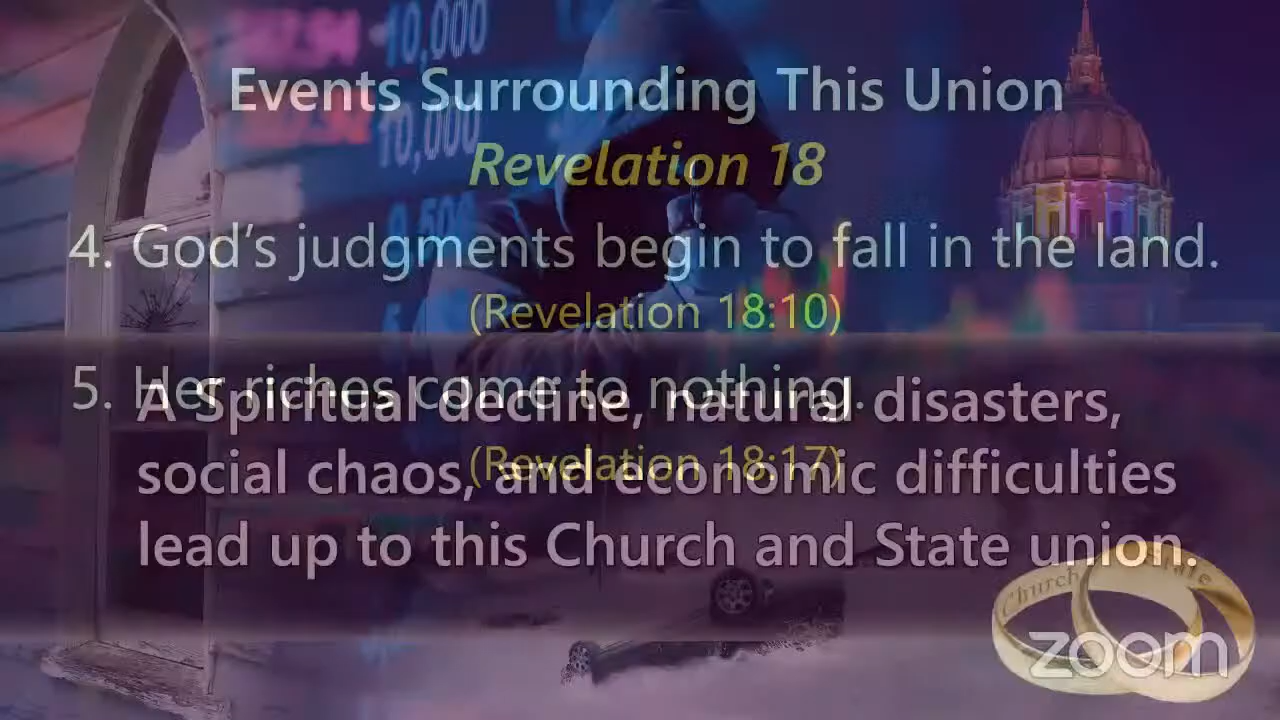 10,000
10,000
Events Surrounding This Union
Revelation 18
4. God's judgments begin to fall in the land.
(Revelation 18:10)
5. Her riches come to nothing.
(Revelation 18:17)
A Spiritual decline, natural disasters,
social chaos, and economic difficulties
lead up to this Church and State union.
Church State
zoom